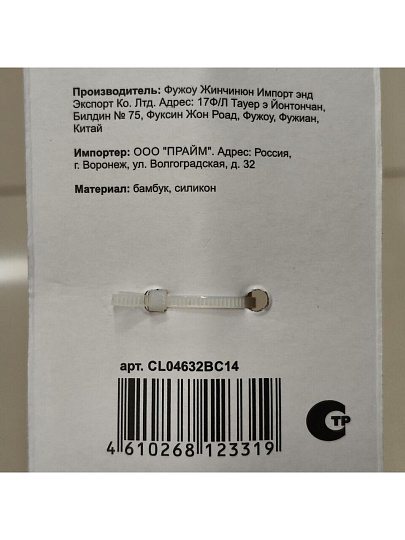 Производитель: Фужоу Жинчинюн Импорт энд
Экспорт Ко. Лтд. Адрес: 17Ф/Л Тауер э Йонтончан,
Билдин № 75, Фуксин Жон Роад, Фужоу, Фужиан,
Китай
Импортер: ООО "ПРАЙМ". Адрес: Россия,
г. Воронеж, ул. Волгоградская, д. 32
Материал: бамбук, силикон
арт. CL04632BC14
4 610268 123319
СТР